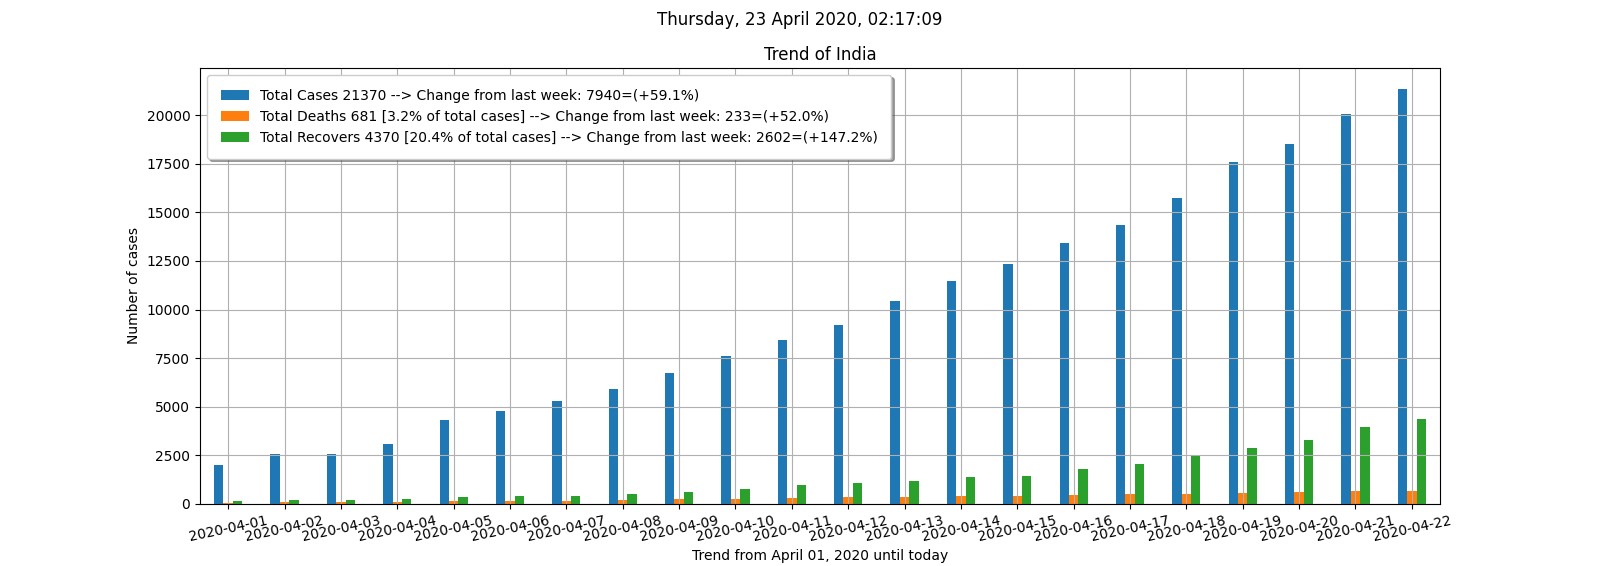 Thursday, 23 April 2020, 02:17:09
Trend of India
Total Cases 21370 --> Change from last week: 7940=(+59.1%)
Total Deaths 681 [3.2% of total cases] --> Change from last week: 233=(+52.0%)
Total Recovers 4370 [20.4% of total cases] --> Change from last week: 2602=(+147.2%)
Number of cases
20000
17500
15000
12500
10000
7500
5000
2500
0
2020-04-01 2020-04-02 2020-04-03 2020-04-04 2020-04-05 2020-04-06 2020-04-07 2020-04-08 2020-04-09 2020-04-10 2020-04-11 2020-04-12 2020-04-13 2020-04-14 2020-04-15 2020-04-16 2020-04-17 2020-04-18 2020-04-19 2020-04-20 2020-04-21 2020-04-22
Trend from April 01, 2020 until today